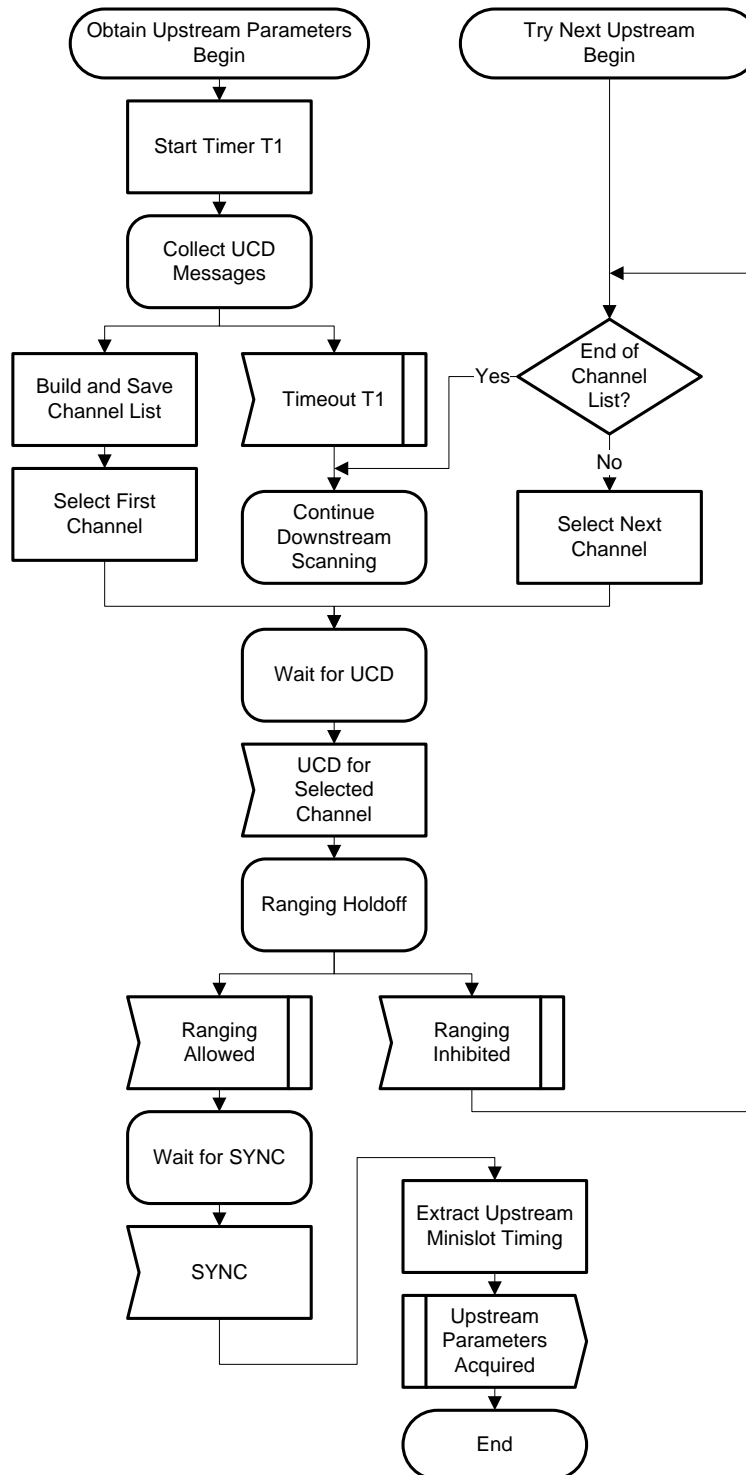 Obtain Upstream Parameters
Begin
Try Next Upstream
Begin
Start Timer T1
Collect UCD
Messages
Build and Save
Channel List
Timeout T1
Yes
End of
Channel
List?
No
Select First
Channel
Continue
Downstream
Scanning
Select Next
Channel
Wait for UCD
UCD for
Selected
Channel
Ranging Holdoff
Ranging
Allowed
Ranging
Inhibited
Wait for SYNC
Extract Upstream
Minislot Timing
SYNC
Upstream
Parameters
Acquired
End